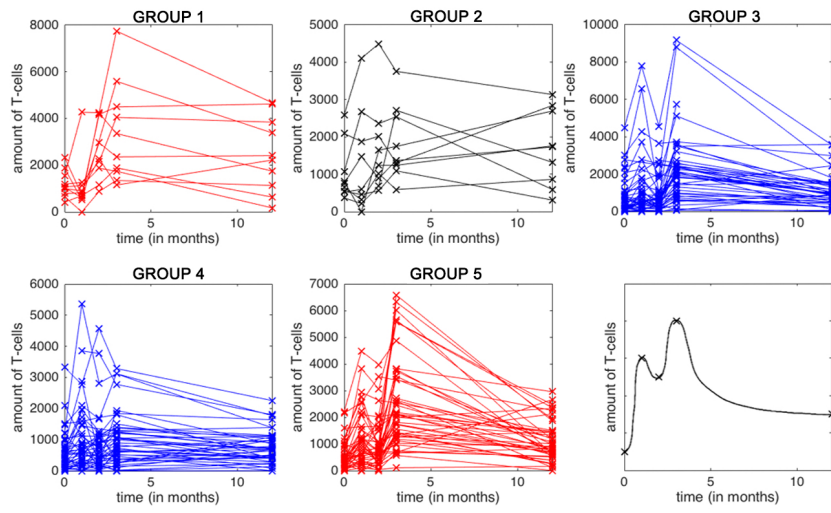 GROUP 1
8000
6000
4000
2000
0
amount of T-cells
0 5 10
time (in months)
GROUP 2
5000
4000
3000
2000
1000
0
amount of T-cells
0 5 10
time (in months)
GROUP 3
10000
8000
6000
4000
2000
0
amount of T-cells
0 5 10
time (in months)
GROUP 4
6000
5000
4000
3000
2000
1000
0
amount of T-cells
0 5 10
time (in months)
GROUP 5
7000
6000
5000
4000
3000
2000
1000
0
amount of T-cells
0 5 10
time (in months)
amount of T-cells
0 5 10
time (in months)